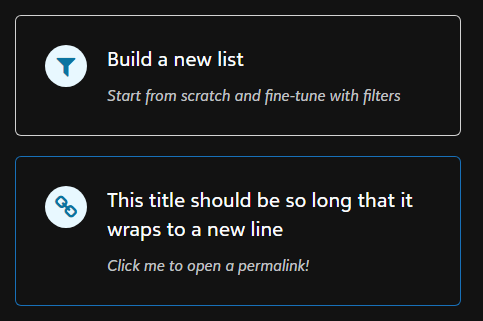 Build a new list
Start from scratch and fine-tune with filters
This title should be so long that it
wraps to a new line
Click me to open a permalink!